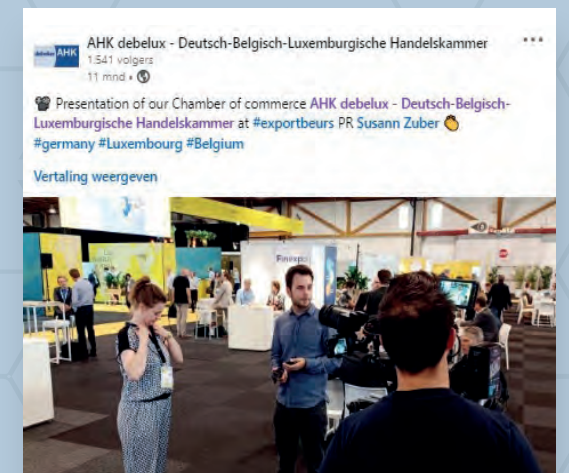 AHK debelux - Deutsch-Belgisch-Luxemburgische Handelskammer
debelux AHK
1.541 volgers
11 mnd •
Presentation of our Chamber of commerce AHK debelux - Deutsch-Belgisch-
Luxemburgische Handelskammer at #exportbeurs PR Susann Zuber
#germany #Luxembourg #Belgium
Vertaling weergeven
Finexpo